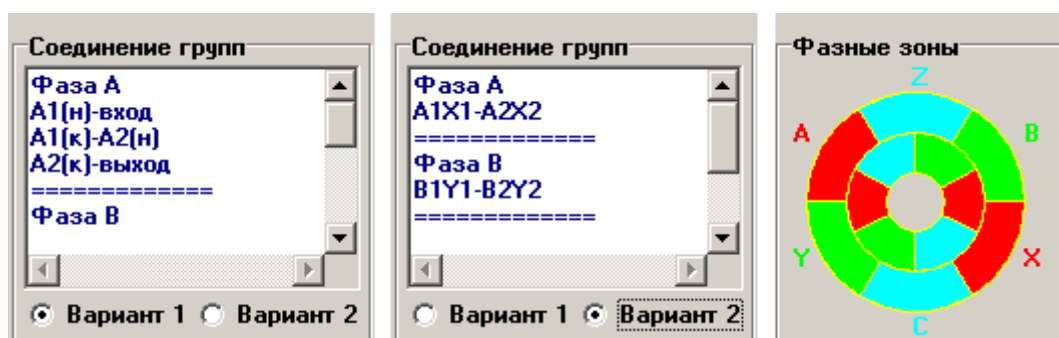 Соединение групп
Фаза А
А1(н)-вход
А1(к)-А2(н)
А2(к)-выход
=============
Фаза В
Вариант 1
Вариант 2
Соединение групп
Фаза А
А1Х1-А2Х2
=============
Фаза В
В1Y1-В2Y2
=============
Вариант 1
Вариант 2
Фазные зоны
Z
A
B
Y
X
C